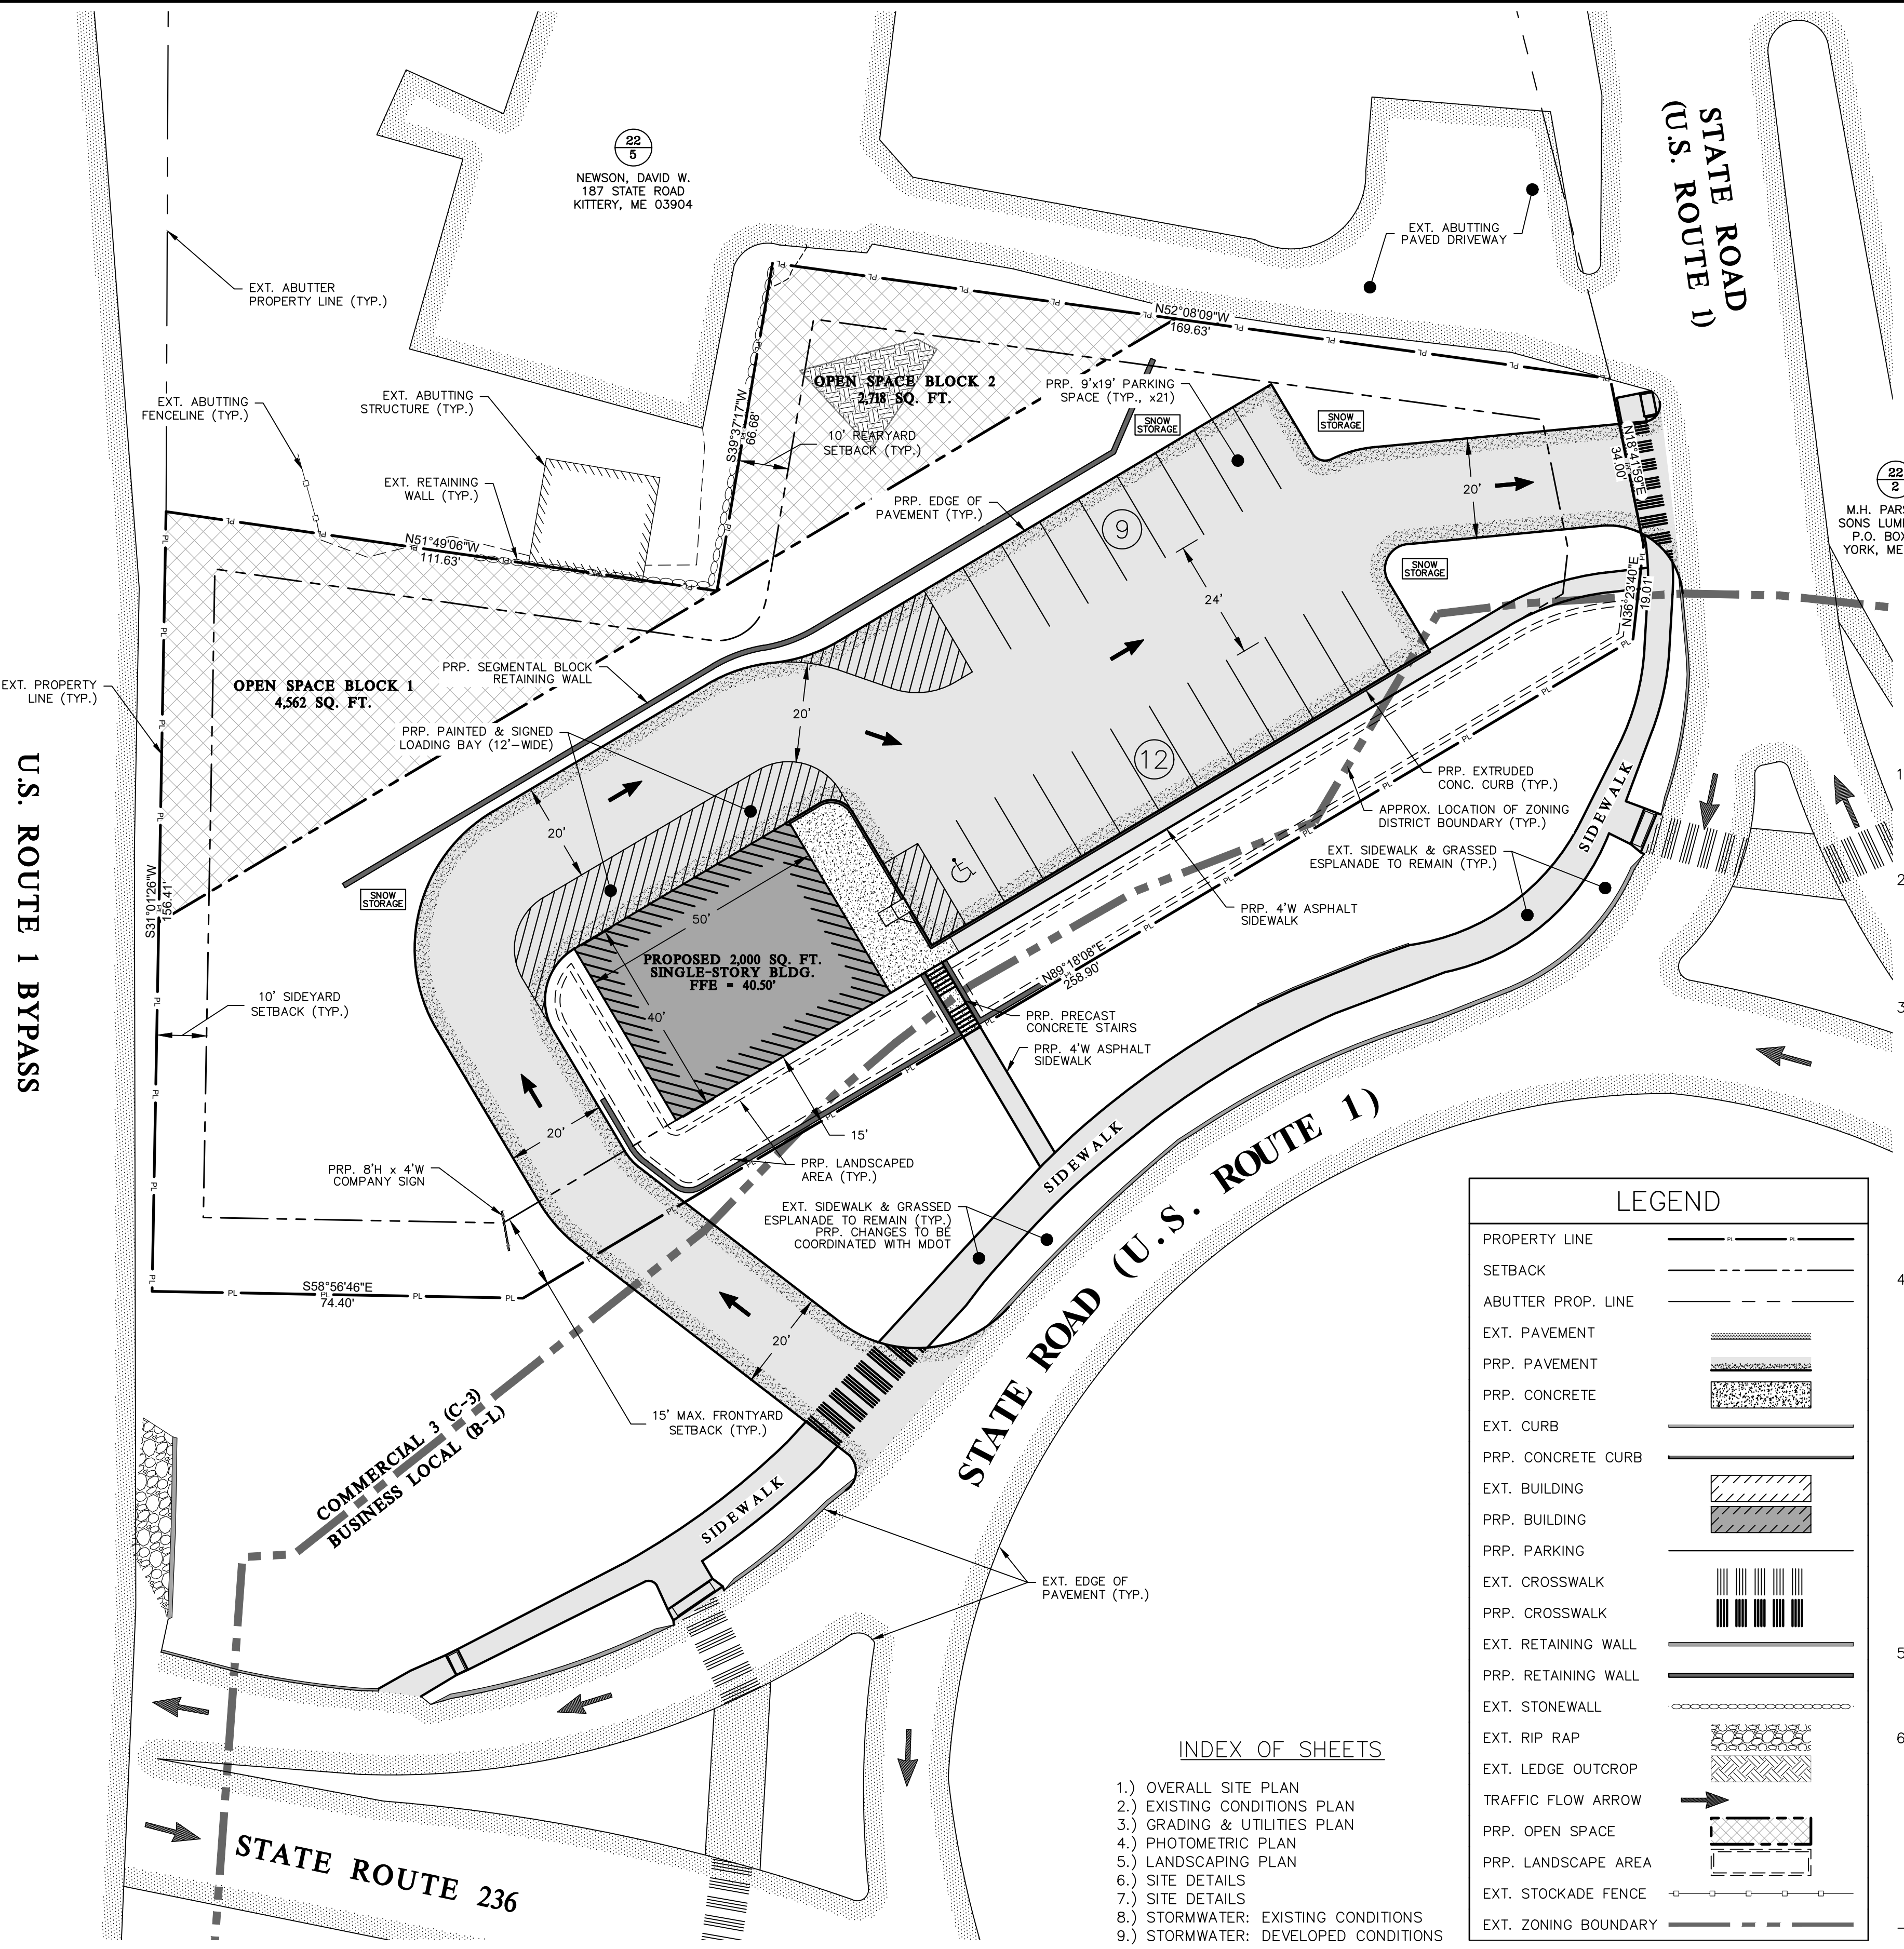 22
5
NEWSON, DAVID W.
187 STATE ROAD
KITTERY, ME 03904
STATE ROAD
(U.S. ROUTE 1)
EXT. ABUTTING
PAVED DRIVEWAY
EXT. ABUTTER
PROPERTY LINE (TYP.)
N52°08'09"W
169.63'
EXT. ABUTTING
FENCELINE (TYP.)
EXT. ABUTTING
STRUCTURE (TYP.)
S39°37'17"W
66.68'
OPEN SPACE BLOCK 2
2,718 SQ. FT.
10' REARYARD
SETBACK (TYP.)
PRP. 9'x19' PARKING
SPACE (TYP., x21)
SNOW
STORAGE
SNOW
STORAGE
N18°41'59"E
34.00'
22
2
M.H. PAR
SONS LUM
P.O. BOX
YORK, ME
EXT. RETAINING
WALL (TYP.)
PRP. EDGE OF
PAVEMENT (TYP.)
9
20'
N51°49'06"W
111.63'
SNOW
STORAGE
24'
N36°23'40"E
19.01'
OPEN SPACE BLOCK 1
4,562 SQ. FT.
PRP. SEGMENTAL BLOCK
RETAINING WALL
EXT. PROPERTY
LINE (TYP.)
20'
PRP. PAINTED & SIGNED
LOADING BAY (12'-WIDE)
12
PRP. EXTRUDED
CONC. CURB (TYP.)
APPROX. LOCATION OF ZONING
DISTRICT BOUNDARY (TYP.)
EXT. SIDEWALK & GRASSED
ESPLANADE TO REMAIN (TYP.)
SIDEWALK
U.S. ROUTE 1 BYPASS
S31°01'26"W
156.41'
20'
SNOW
STORAGE
50'
PRP. 4'W ASPHALT
SIDEWALK
PROPOSED 2,000 SQ. FT.
SINGLE-STORY BLDG.
FFE = 40.50'
40'
N89°18'08"E
258.90'
10' SIDEYARD
SETBACK (TYP.)
PRP. PRECAST
CONCRETE STAIRS
PRP. 4'W ASPHALT
SIDEWALK
20'
15'
PRP. LANDSCAPED
AREA (TYP.)
PRP. 8'H x 4'W
COMPANY SIGN
EXT. SIDEWALK & GRASSED
ESPLANADE TO REMAIN (TYP.)
PRP. CHANGES TO BE
COORDINATED WITH MDOT
SIDEWALK
STATE ROAD (U.S. ROUTE 1)
S58°56'46"E
74.40'
20'
15' MAX. FRONTYARD
SETBACK (TYP.)
COMMERCIAL 3 (C-3)
BUSINESS LOCAL (B-L)
SIDEWALK
EXT. EDGE OF
PAVEMENT (TYP.)
STATE ROUTE 236
INDEX OF SHEETS
1.) OVERALL SITE PLAN
2.) EXISTING CONDITIONS PLAN
3.) GRADING & UTILITIES PLAN
4.) PHOTOMETRIC PLAN
5.) LANDSCAPING PLAN
6.) SITE DETAILS
7.) SITE DETAILS
8.) STORMWATER: EXISTING CONDITIONS
9.) STORMWATER: DEVELOPED CONDITIONS
LEGEND
PROPERTY LINE
SETBACK
ABUTTER PROP. LINE
EXT. PAVEMENT
PRP. PAVEMENT
PRP. CONCRETE
EXT. CURB
PRP. CONCRETE CURB
EXT. BUILDING
PRP. BUILDING
PRP. PARKING
EXT. CROSSWALK
PRP. CROSSWALK
EXT. RETAINING WALL
PRP. RETAINING WALL
EXT. STONEWALL
EXT. RIP RAP
EXT. LEDGE OUTCROP
TRAFFIC FLOW ARROW
PRP. OPEN SPACE
PRP. LANDSCAPE AREA
EXT. STOCKADE FENCE
EXT. ZONING BOUNDARY